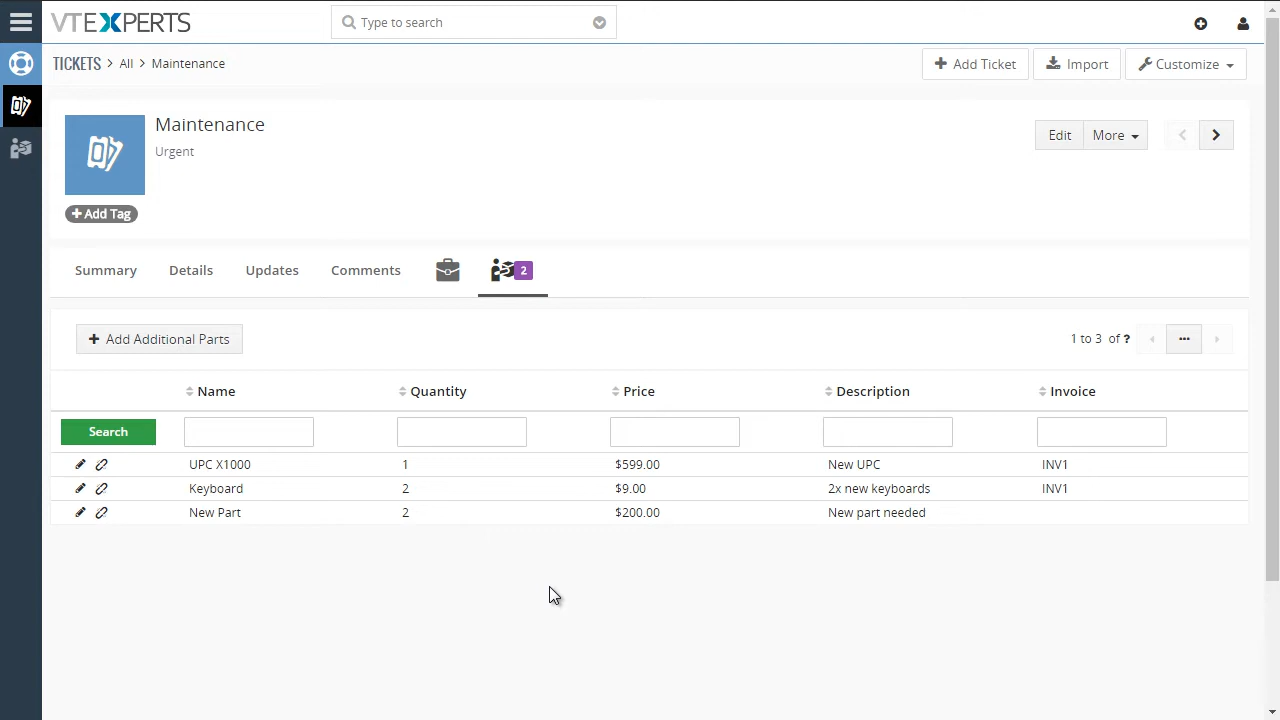 VTEXPERTS
Type to search
TICKETS > All > Maintenance
+ Add Ticket
Import
Customize
Maintenance
Urgent
+ Add Tag
Edit
More
Summary
Details
Updates
Comments
2
+ Add Additional Parts
1 to 3 of ?
Name Quantity Price Description Invoice
Search
UPC X1000 1 $599.00 New UPC INV1
Keyboard 2 $9.00 2x new keyboards INV1
New Part 2 $200.00 New part needed